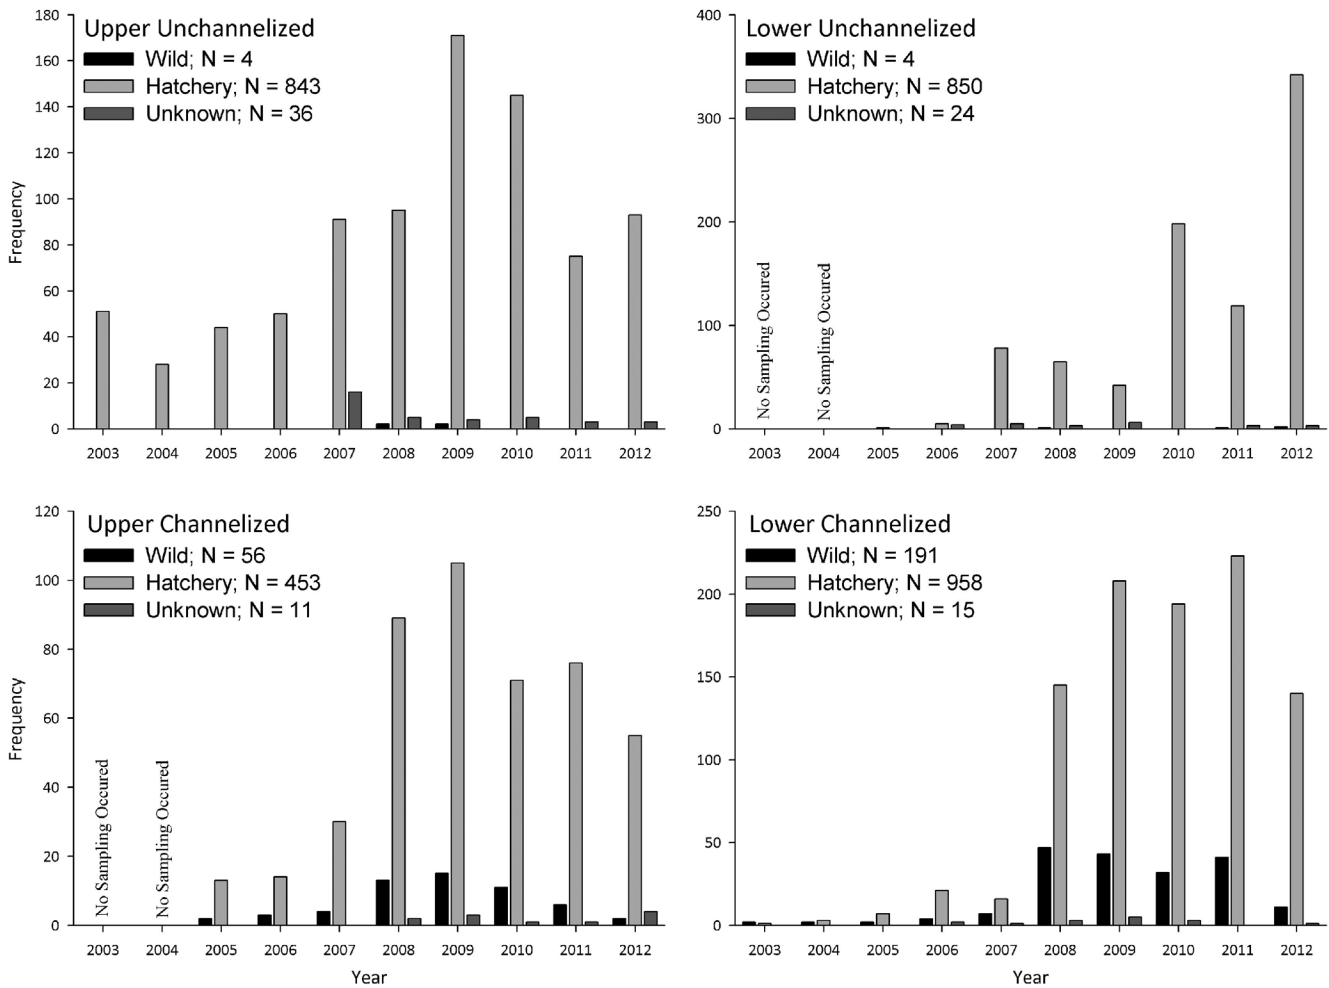 Upper Unchannelized
Wild; N = 4
Hatchery; N = 843
Unknown; N = 36
Frequency
180
160
140
120
100
80
60
40
20
0
2003 2004 2005 2006 2007 2008 2009 2010 2011 2012
Lower Unchannelized
Wild; N = 4
Hatchery; N = 850
Unknown; N = 24
400
300
200
100
0
No Sampling Occured
No Sampling Occured
2003 2004 2005 2006 2007 2008 2009 2010 2011 2012
Upper Channelized
Wild; N = 56
Hatchery; N = 453
Unknown; N = 11
Frequency
120
100
80
60
40
20
0
No Sampling Occured
No Sampling Occured
2003 2004 2005 2006 2007 2008 2009 2010 2011 2012
Year
Lower Channelized
Wild; N = 191
Hatchery; N = 958
Unknown; N = 15
250
200
150
100
50
0
2003 2004 2005 2006 2007 2008 2009 2010 2011 2012
Year